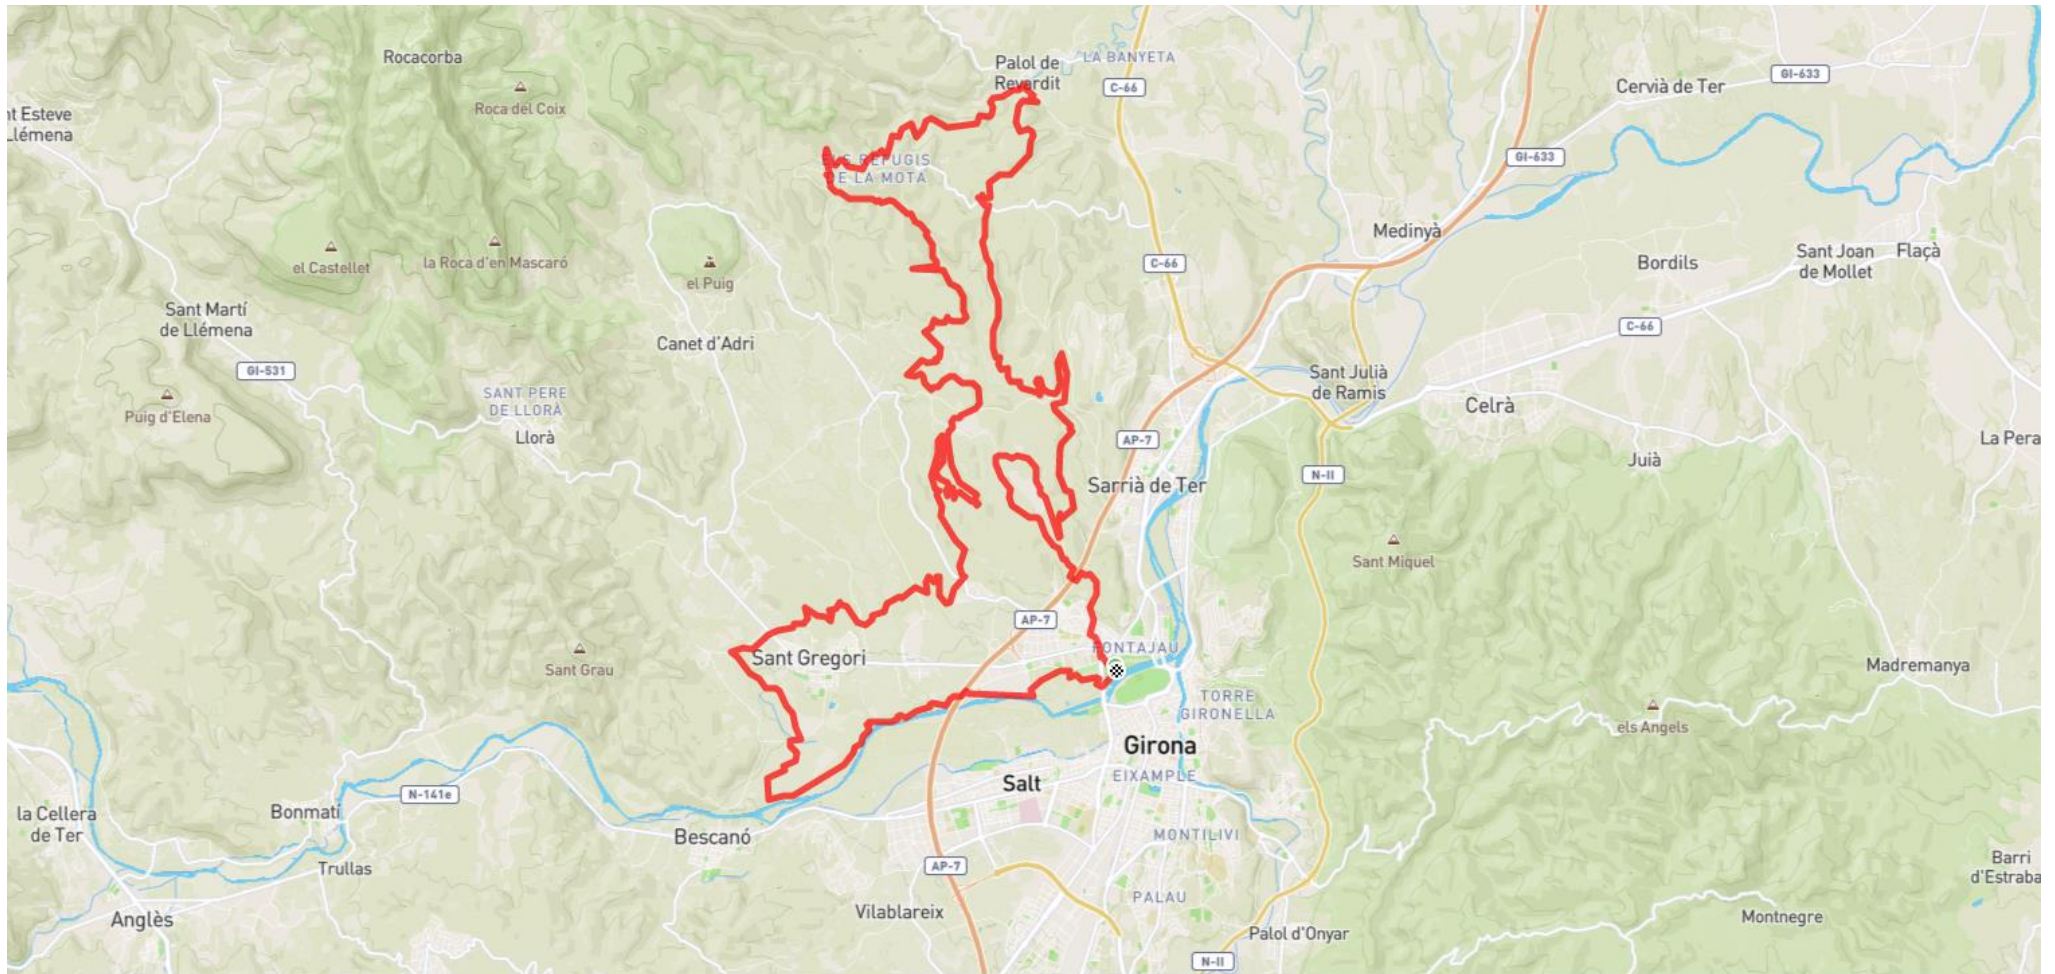 Rocacorba
Palol de
Revardit
LA BANYETA
C-66
GI-633
Cervià de Ter
Roca del Coix
nt Esteve
Llémena
GI-633
ELS REFUGIS
DE LA MOTA
Medinyà
Sant Joan
de Mollet
Flaçà
el Castellet
la Roca d'en Mascaró
el Puig
C-66
Bordils
Sant Martí
de Llémena
Canet d'Adri
C-66
GI-531
Sant Julià
de Ramis
Puig d'Elena
SANT PERE
DE LLORÀ
Llorà
Celrà
AP-7
La Pera
Juià
Sarrià de Ter
N-II
Sant Miquel
AP-7
Sant Grau
Sant Gregori
FONTAJAU
Madremanya
TORRE
GIRONELLA
els Angels
Girona
Salt
EIXAMPLE
N-141e
la Cellera
de Ter
Bonmatí
Bescanó
MONTILIVI
Trullas
AP-7
Barri
d'Estraba
PALAU
Anglès
Vilablareix
Montnegre
Palol d'Onyar
N-II